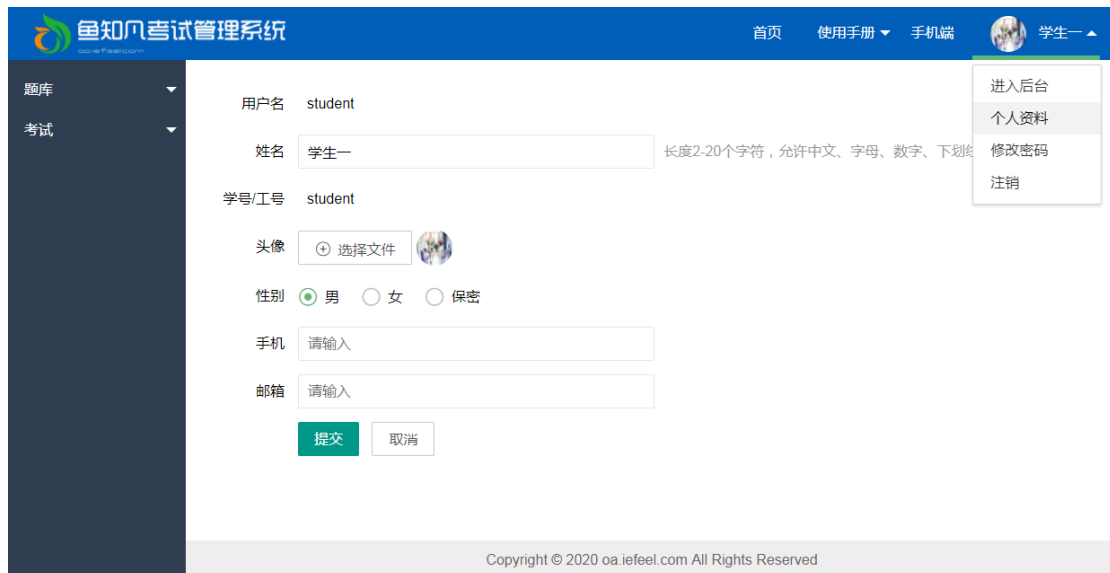 鱼知凡考试管理系统
oa.iefeel.com
首页 使用手册 手机端 学生一
题库
考试
进入后台
个人资料
修改密码
注销
用户名 student
姓名 学生一 长度2-20个字符，允许中文、字母、数字、下划
学号/工号 student
头像 选择文件
性别 男 女 保密
手机 请输入
邮箱 请输入
提交 取消
Copyright © 2020 oa.iefeel.com All Rights Reserved